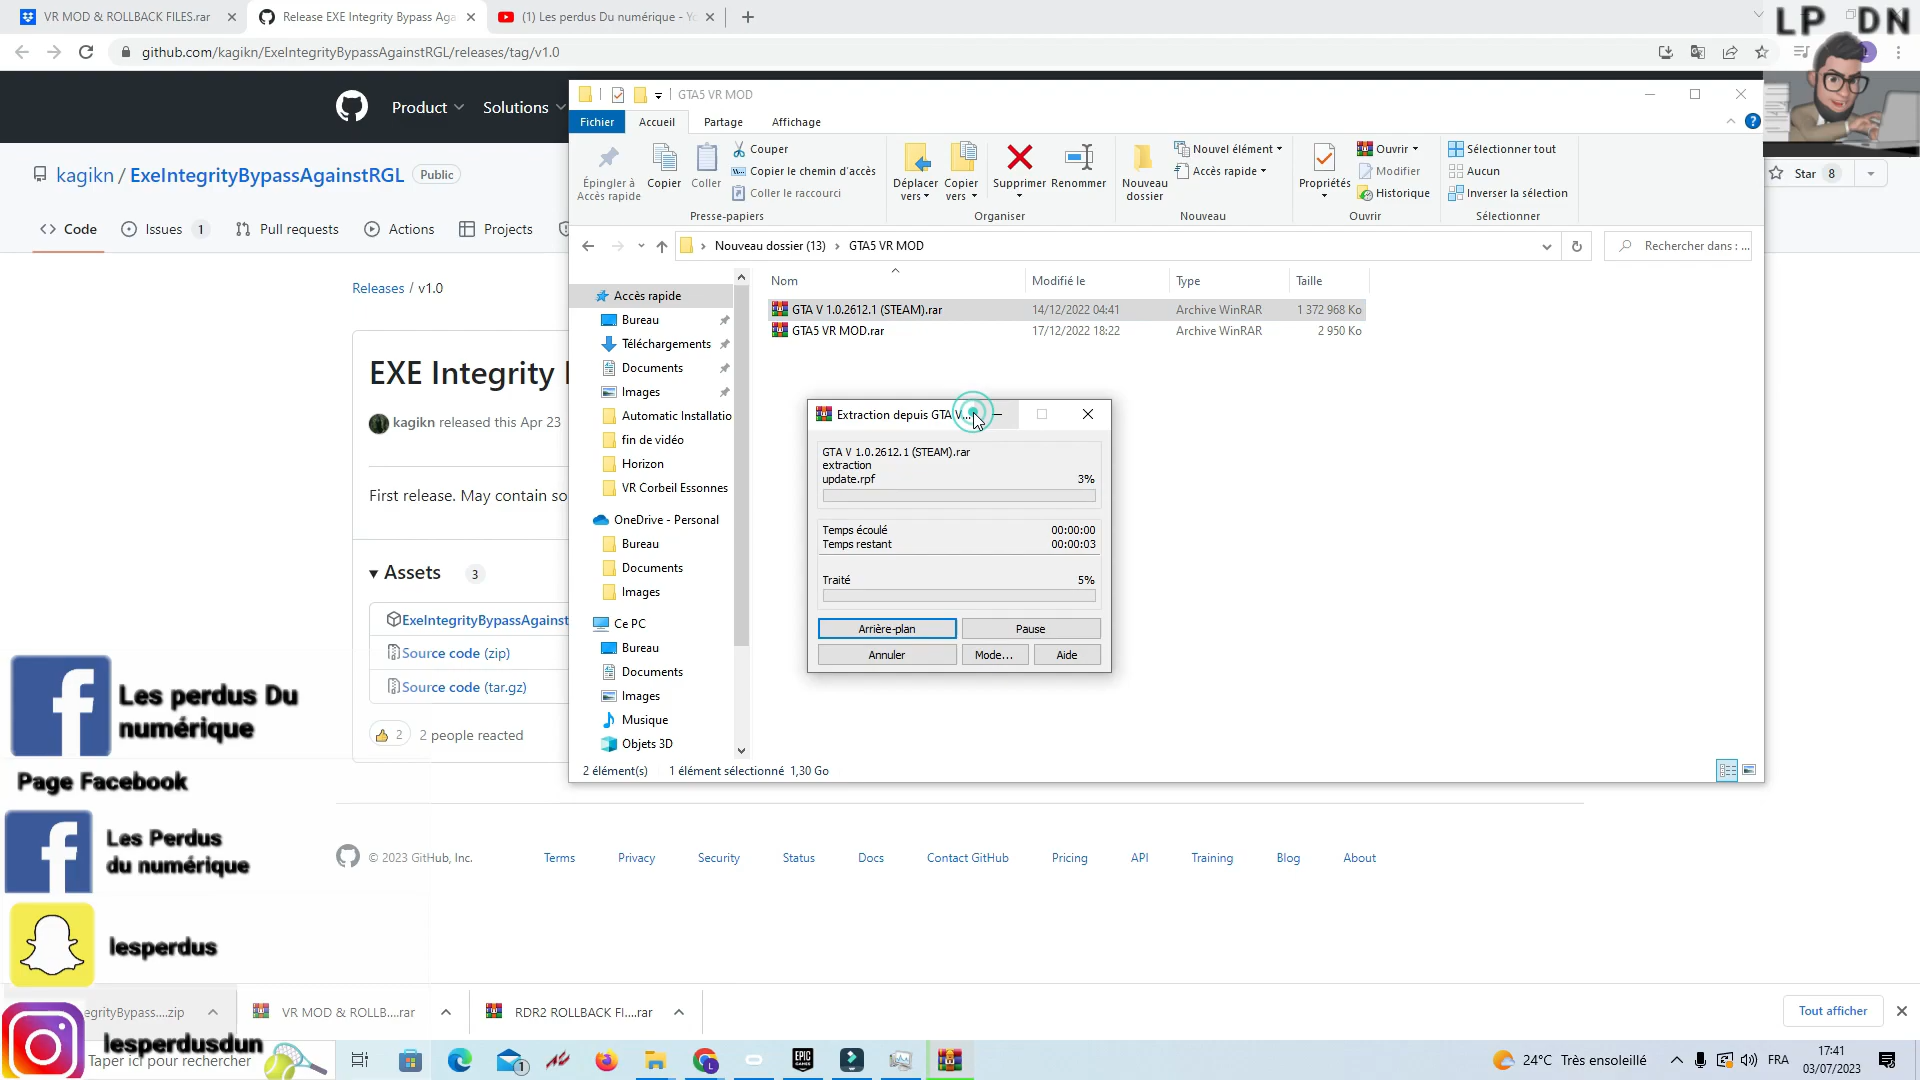 VR MOD & ROLLBACK FILES.rar
Release EXE Integrity Bypass Aga
(1) Les perdus Du numérique - Yo
LP DN
github.com/kagikn/ExeIntegrityBypassAgainstRGL/releases/tag/v1.0
Product
Solutions
kagikn / ExeIntegrityBypassAgainstRGL
Public
Star 8
Code
Issues 1
Pull requests
Actions
Projects
Releases / v1.0
EXE Integrity
kagikn released this Apr 23
First release. May contain so
Assets 3
ExeIntegrityBypassAgainst
Source code (zip)
Source code (tar.gz)
2
2 people reacted
GTA5 VR MOD
Fichier
Accueil
Partage
Affichage
Épingler à
Accès rapide
Copier
Coller
Couper
Copier le chemin d'accès
Coller le raccourci
Presse-papiers
Déplacer
vers
Copier
vers
Supprimer
Renommer
Organiser
Nouveau
dossier
Nouvel élément
Accès rapide
Nouveau
Propriétés
Ouvrir
Modifier
Historique
Ouvrir
Sélectionner tout
Aucun
Inverser la sélection
Sélectionner
Nouveau dossier (13) > GTA5 VR MOD
Rechercher dans : ...
Nom
Modifié le
Type
Taille
GTA V 1.0.2612.1 (STEAM).rar
14/12/2022 04:41
Archive WinRAR
1 372 968 Ko
GTA5 VR MOD.rar
17/12/2022 18:22
Archive WinRAR
2 950 Ko
Accès rapide
Bureau
Téléchargements
Documents
Images
Automatic Installatio
fin de vidéo
Horizon
VR Corbeil Essonnes
OneDrive - Personal
Bureau
Documents
Images
Ce PC
Bureau
Documents
Images
Musique
Objets 3D
2 élément(s)
1 élément sélectionné 1,30 Go
Extraction depuis GTA V...
GTA V 1.0.2612.1 (STEAM).rar
extraction
update.rpf
3%
Temps écoulé
00:00:00
Temps restant
00:00:03
Traité
5%
Arrière-plan
Pause
Annuler
Mode...
Aide
© 2023 GitHub, Inc.
Terms
Privacy
Security
Status
Docs
Contact GitHub
Pricing
API
Training
Blog
About
Les perdus Du
numérique
Page Facebook
Les Perdus
du numérique
lesperdus
lesperdusdun
egrityBypass....zip
VR MOD & ROLLB....rar
RDR2 ROLLBACK FI....rar
Tout afficher
Taper ici pour rechercher
1
EPIC
GAMES
24°C Très ensoleillé
FRA
17:41
03/07/2023